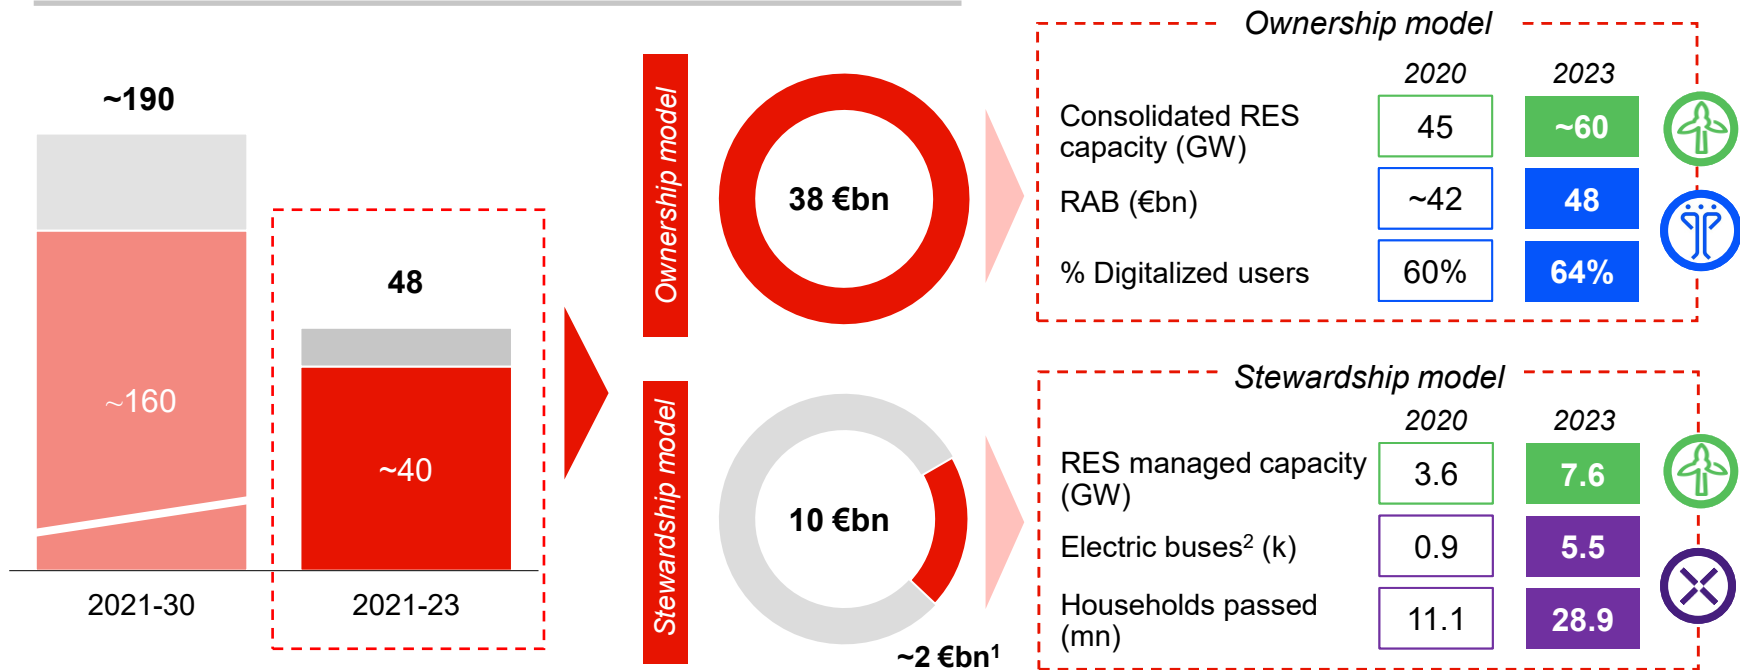 ~190
~160
2021-30
48
~40
2021-23
Ownership model
38 €bn
Stewardship model
10 €bn
~2 €bn¹
Ownership model
2020 2023
Consolidated RES
capacity (GW)
45 ~60
RAB (€bn) ~42 48
% Digitalized users 60% 64%
Stewardship model
2020 2023
RES managed capacity
(GW)
3.6 7.6
Electric buses² (k) 0.9 5.5
Households passed
(mn)
11.1 28.9